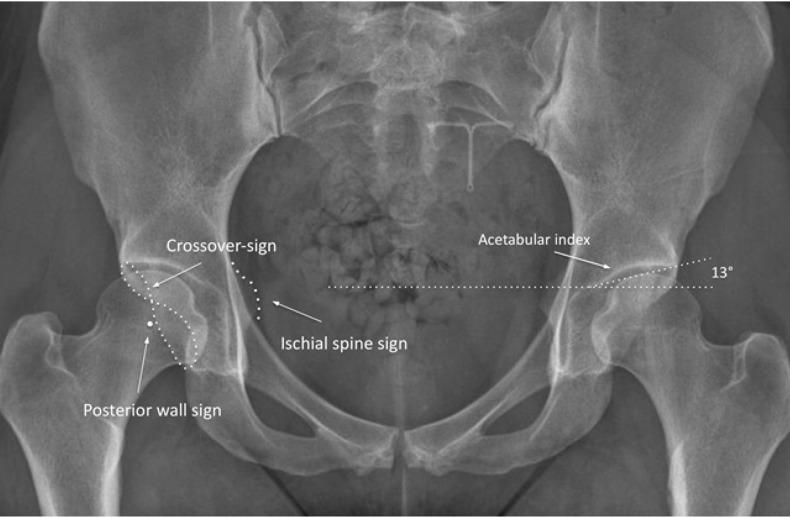 Crossover-sign
Acetabular index
13°
Ischial spine sign
Posterior wall sign